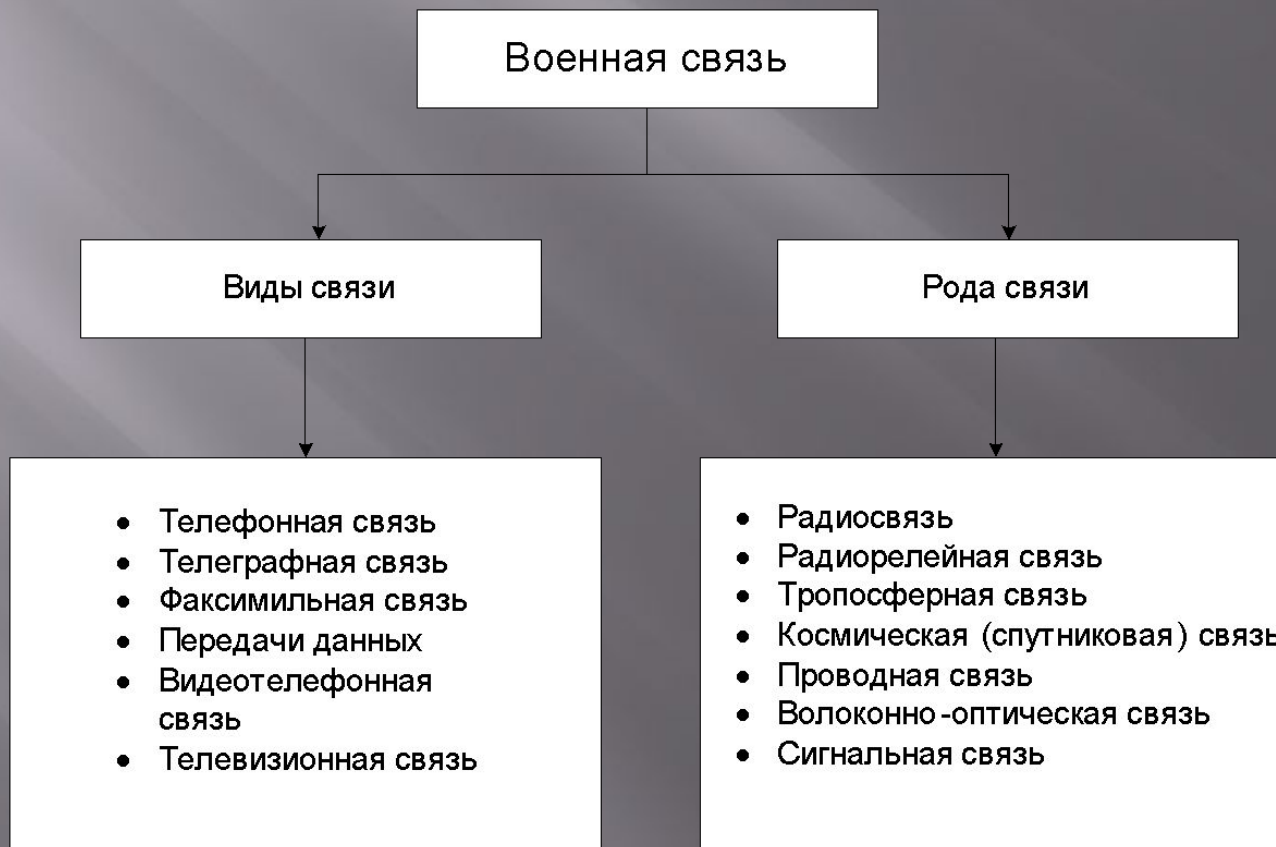 Военная связь
Виды связи
Рода связи
• Телефонная связь
• Телеграфная связь
• Факсимильная связь
• Передачи данных
• Видеотелефонная
связь
• Телевизионная связь
• Радиосвязь
• Радиорелейная связь
• Тропосферная связь
• Космическая (спутниковая) связь
• Проводная связь
• Волоконно-оптическая связь
• Сигнальная связь